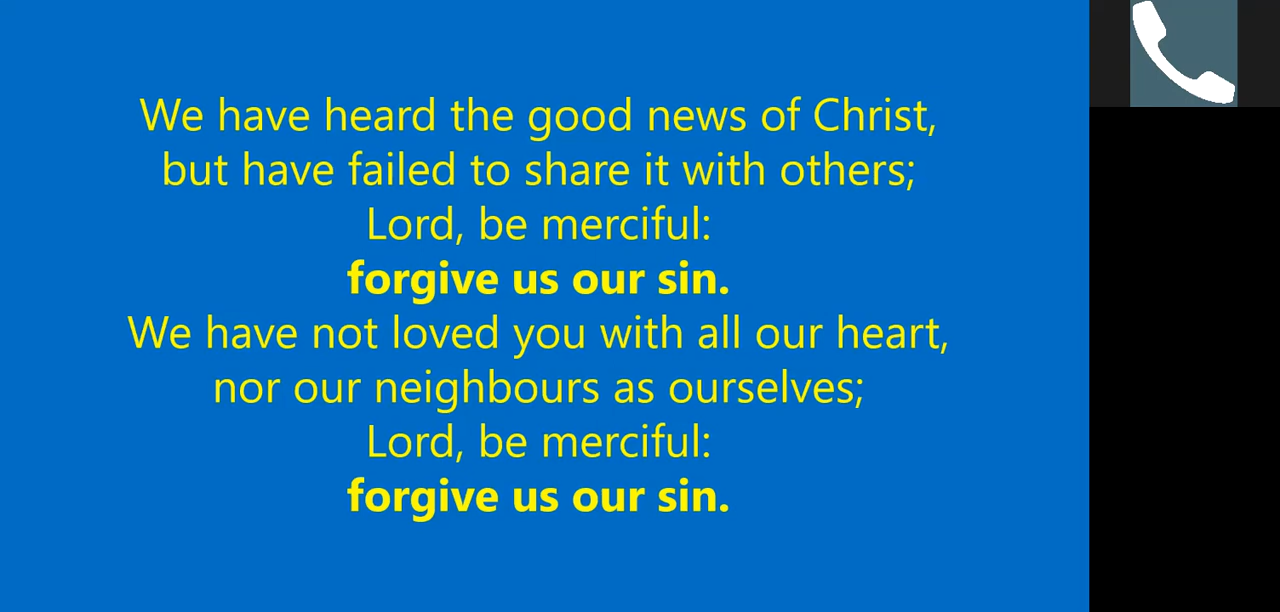 We have heard the good news of Christ,
but have failed to share it with others;
Lord, be merciful:
forgive us our sin.
We have not loved you with all our heart,
nor our neighbours as ourselves;
Lord, be merciful:
forgive us our sin.